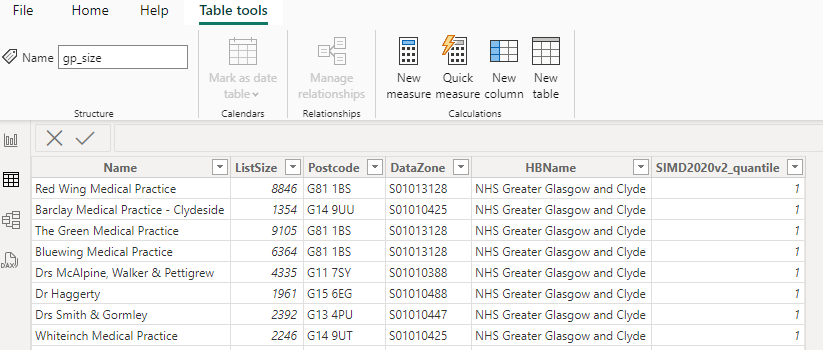 File Home Help Table tools
Name gp_size
Mark as date table
Manage relationships
New measure
Quick measure
New column
New table
Structure Calendars Relationships Calculations
Name ListSize Postcode DataZone HBName SIMD2020v2_quantile
Red Wing Medical Practice 8846 G81 1BS S01013128 NHS Greater Glasgow and Clyde 1
Barclay Medical Practice - Clydeside 1354 G14 9UU S01010425 NHS Greater Glasgow and Clyde 1
The Green Medical Practice 9105 G81 1BS S01013128 NHS Greater Glasgow and Clyde 1
Bluewing Medical Practice 6364 G81 1BS S01013128 NHS Greater Glasgow and Clyde 1
Drs McAlpine, Walker & Pettigrew 4335 G11 7SY S01010388 NHS Greater Glasgow and Clyde 1
Dr Haggerty 1961 G15 6EG S01010488 NHS Greater Glasgow and Clyde 1
Drs Smith & Gormley 2392 G13 4PU S01010447 NHS Greater Glasgow and Clyde 1
Whiteinch Medical Practice 2246 G14 9UT S01010425 NHS Greater Glasgow and Clyde 1
DAX